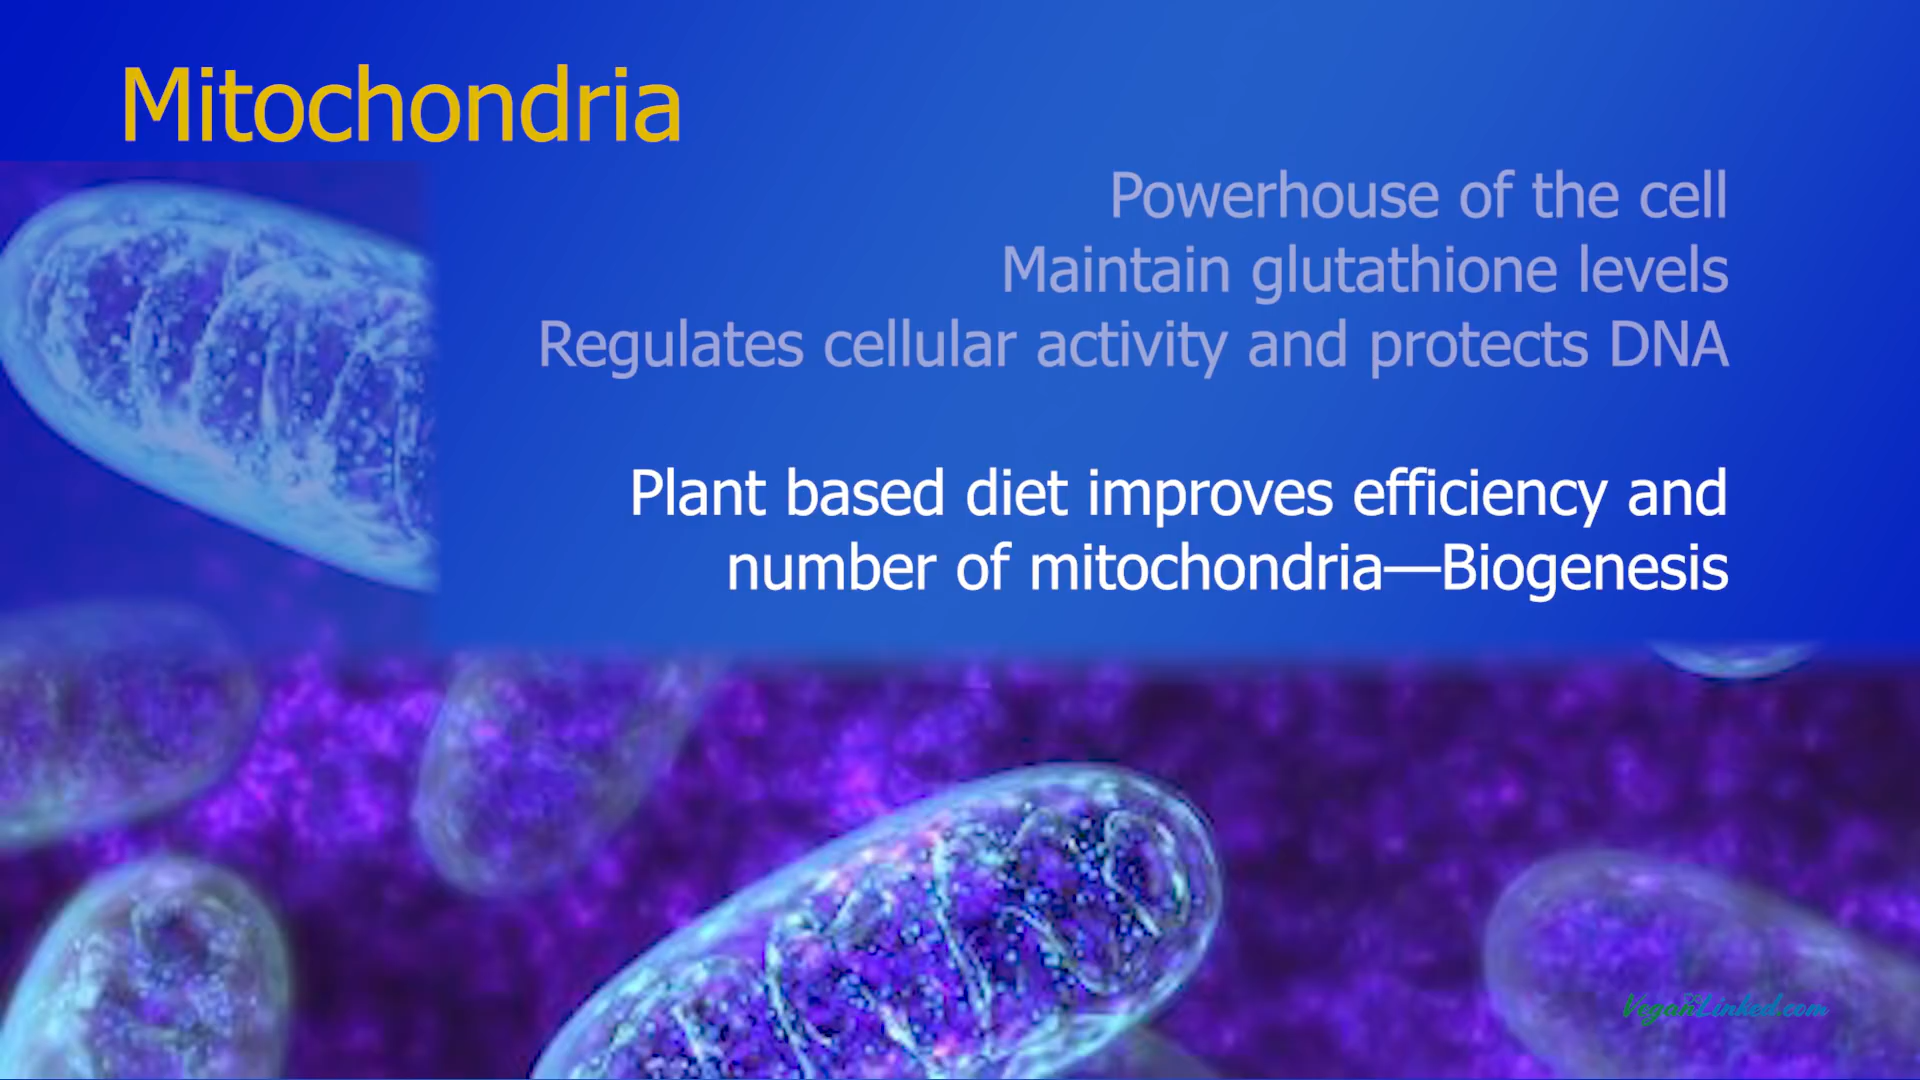 Mitochondria
Powerhouse of the cell
Maintain glutathione levels
Regulates cellular activity and protects DNA
Plant based diet improves efficiency and
number of mitochondria—Biogenesis
VeganLinked.com